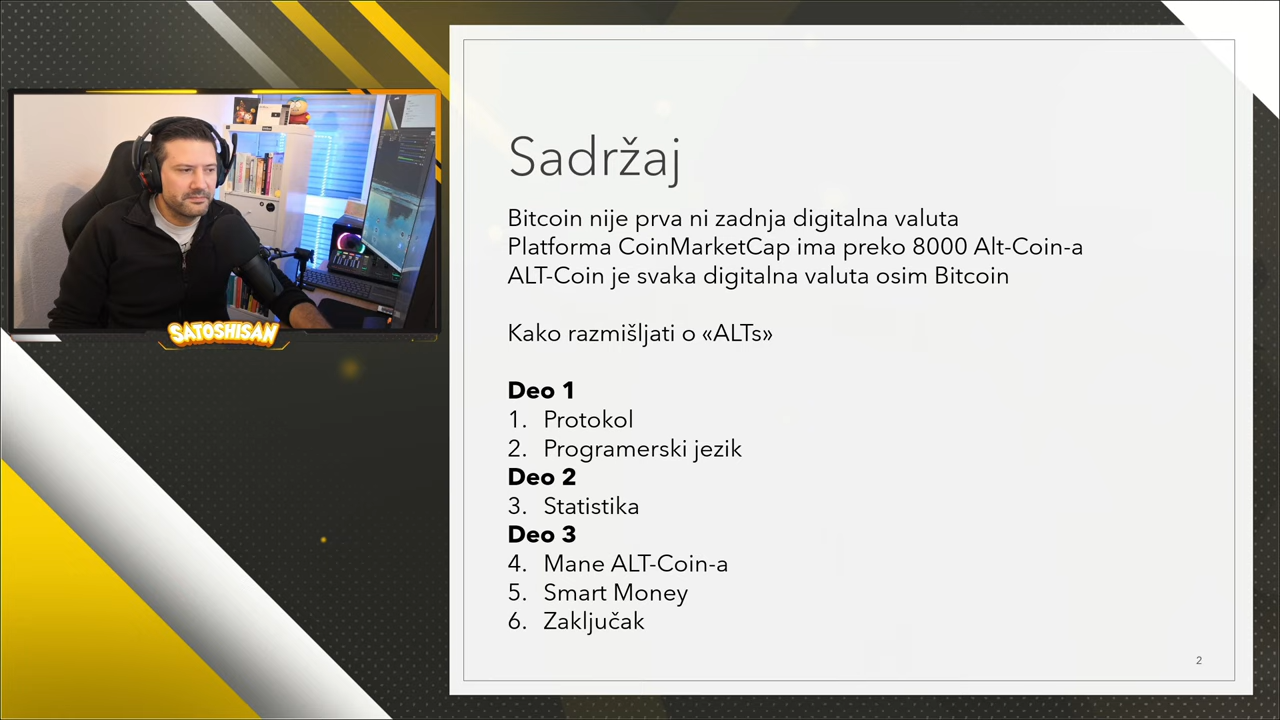 SATOSHISAN
Sadržaj
Bitcoin nije prva ni zadnja digitalna valuta
Platforma CoinMarketCap ima preko 8000 Alt-Coin-a
ALT-Coin je svaka digitalna valuta osim Bitcoin
Kako razmišljati o «ALTs»
Deo 1
1. Protokol
2. Programerski jezik
Deo 2
3. Statistika
Deo 3
4. Mane ALT-Coin-a
5. Smart Money
6. Zaključak
2